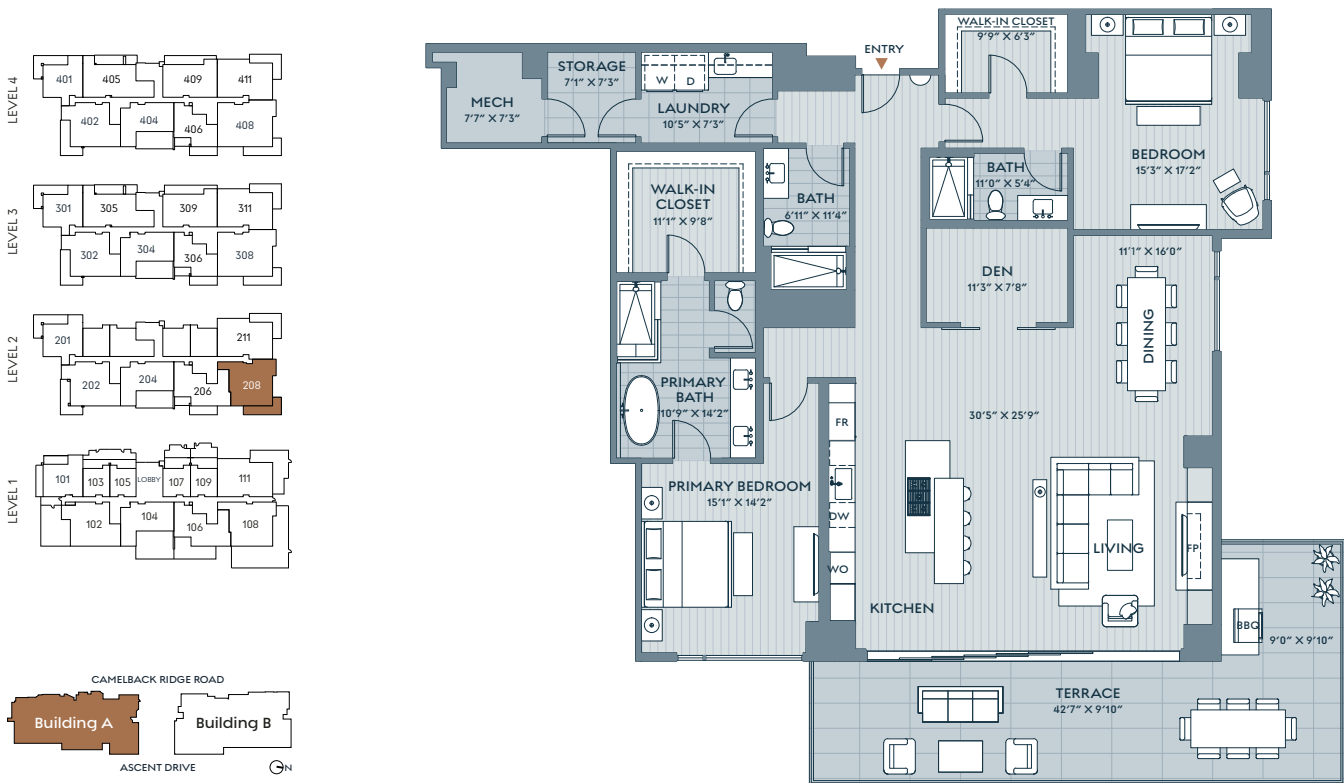 LEVEL 4
401
405
409
411
402
404
406
408
LEVEL 3
301
305
309
311
302
304
306
308
LEVEL 2
201
211
202
204
206
208
LEVEL 1
101
103
105
LOBBY
107
109
111
102
104
106
108
CAMELBACK RIDGE ROAD
Building A
Building B
ASCENT DRIVE
N
ENTRY
WALK-IN CLOSET
9'9" X 6'3"
STORAGE
7'1" X 7'3"
W
D
MECH
7'7" X 7'3"
LAUNDRY
10'5" X 7'3"
BEDROOM
15'3" X 17'2"
BATH
11'0" X 5'4"
WALK-IN
CLOSET
11'1" X 9'8"
BATH
6'11" X 11'4"
DEN
11'3" X 7'8"
11'1" X 16'0"
DINING
PRIMARY
BATH
10'9" X 14'2"
30'5" X 25'9"
FR
PRIMARY BEDROOM
15'1" X 14'2"
DW
WO
KITCHEN
LIVING
FP
BBQ
9'0" X 9'10"
TERRACE
42'7" X 9'10"